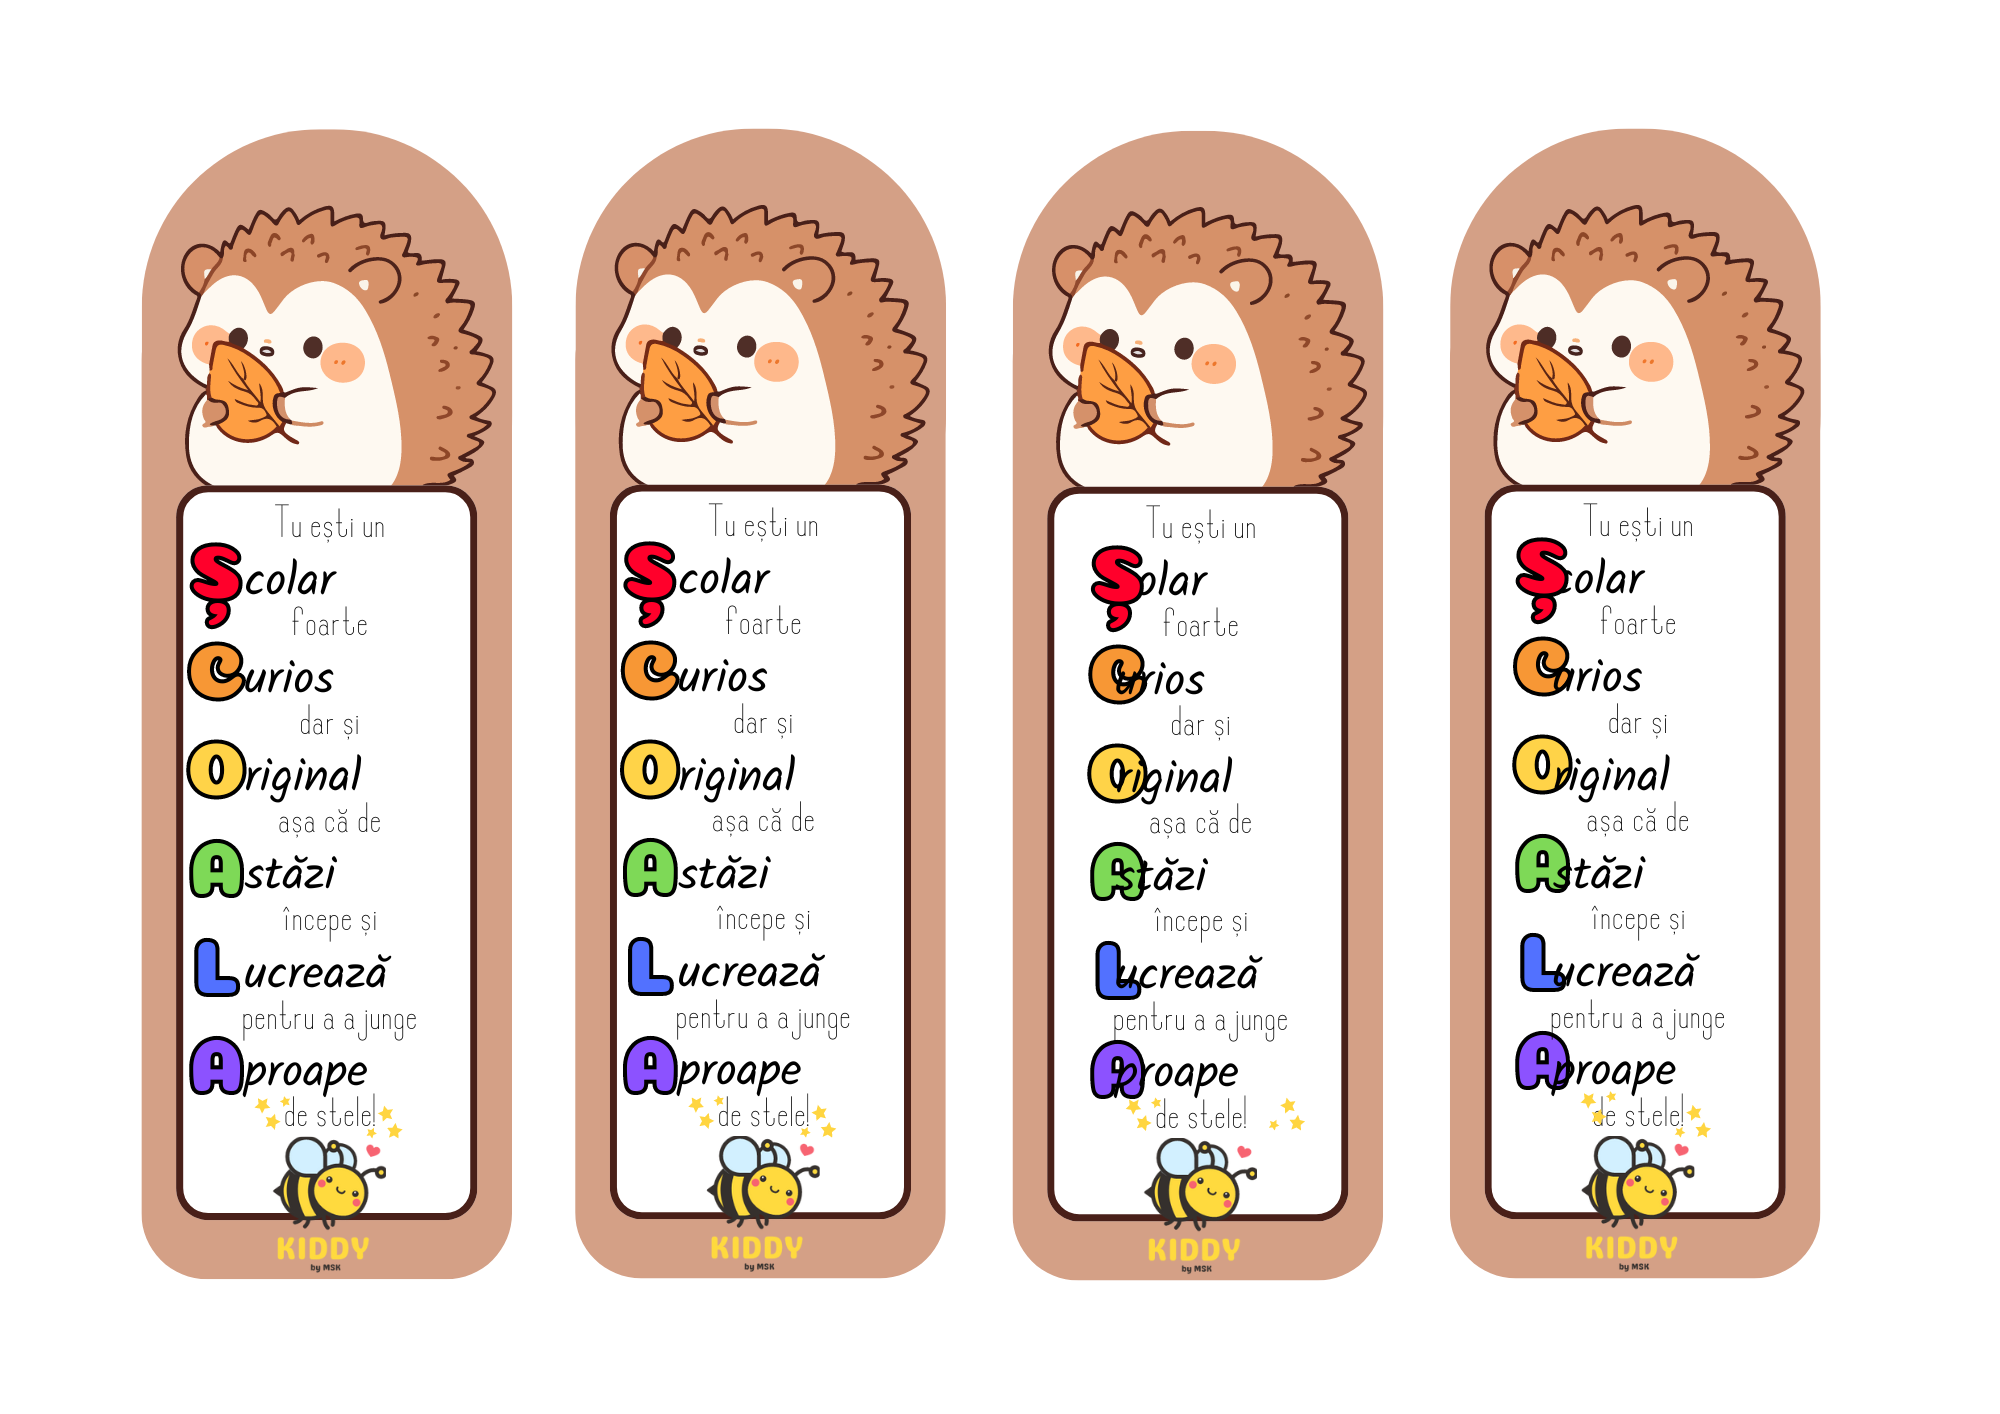 Tu ești un
Școlar
foarte
Curios
dar și
Original
așa că de
Astăzi
începe și
Lucrează
pentru a ajunge
Aproape
de stele!
KIDDY
by MSK
Tu ești un
Școlar
foarte
Curios
dar și
Original
așa că de
Astăzi
începe și
Lucrează
pentru a ajunge
Aproape
de stele!
KIDDY
by MSK
Tu ești un
Școlar
foarte
Curios
dar și
Original
așa că de
Astăzi
începe și
Lucrează
pentru a ajunge
Aproape
de stele!
KIDDY
by MSK
Tu ești un
Școlar
foarte
Curios
dar și
Original
așa că de
Astăzi
începe și
Lucrează
pentru a ajunge
Aproape
de stele!
KIDDY
by MSK